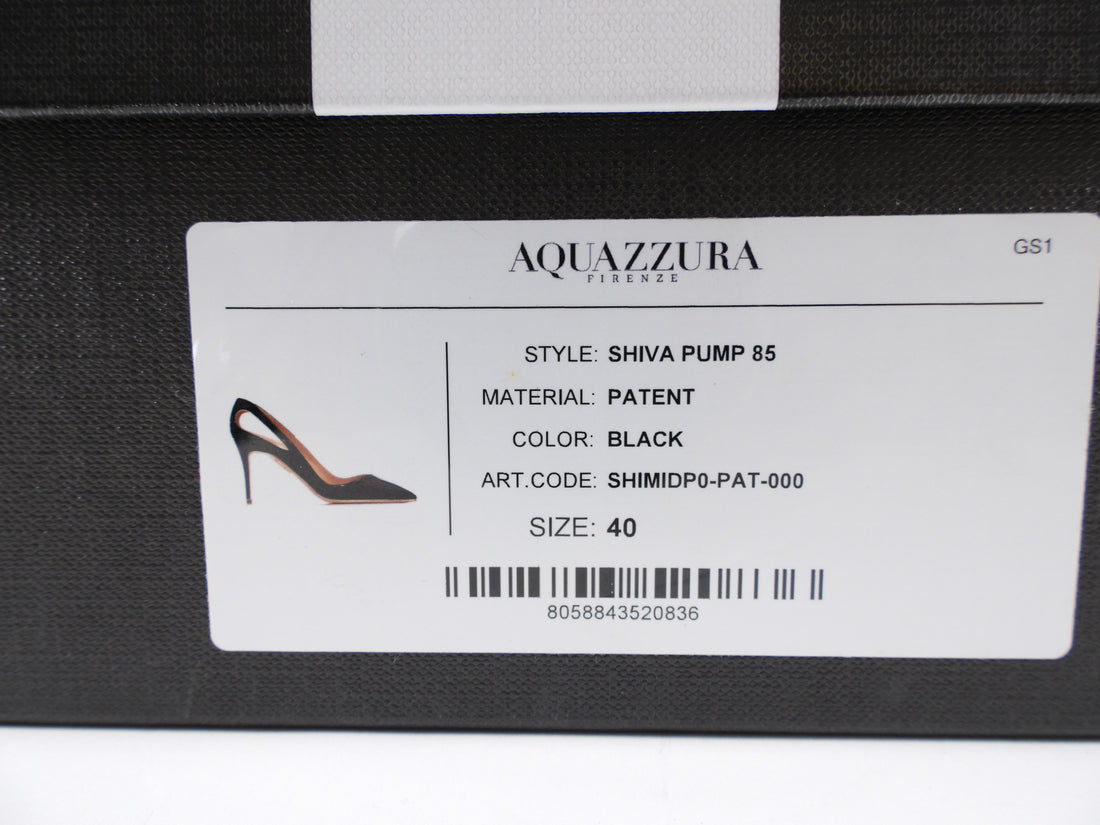 AQUAZZURA
FIRENZE
GS1
STYLE: SHIVA PUMP 85
MATERIAL: PATENT
COLOR: BLACK
ART.CODE: SHIMIDP0-PAT-000
SIZE: 40
8058843520836